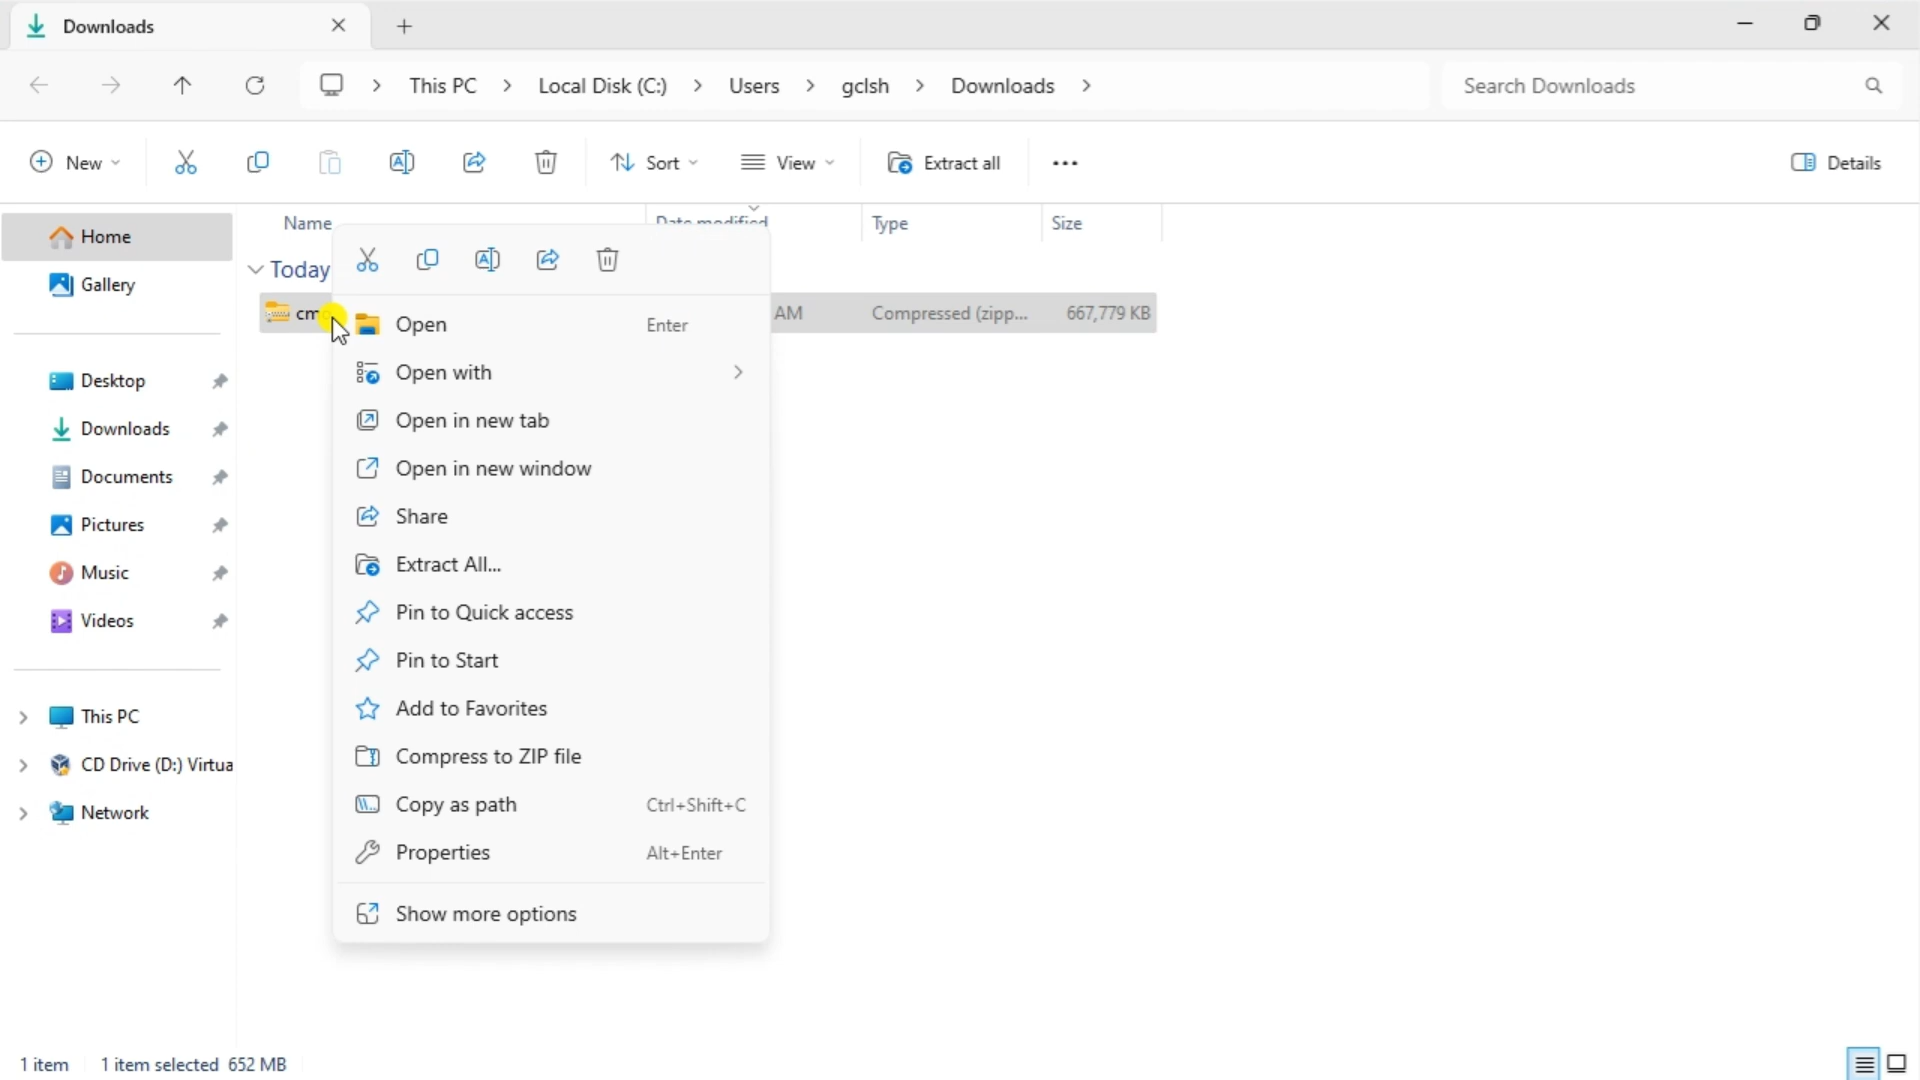 Downloads
This PC > Local Disk (C:) > Users > gclsh > Downloads >
Search Downloads
New
Sort
View
Extract all
Details
Name
Date modified
Type
Size
Home
Gallery
Desktop
Downloads
Documents
Pictures
Music
Videos
This PC
CD Drive (D:) Virtua
Network
Today
AM Compressed (zipp... 667,779 KB
Open Enter
Open with
Open in new tab
Open in new window
Share
Extract All...
Pin to Quick access
Pin to Start
Add to Favorites
Compress to ZIP file
Copy as path Ctrl+Shift+C
Properties Alt+Enter
Show more options
1 item 1 item selected 652 MB